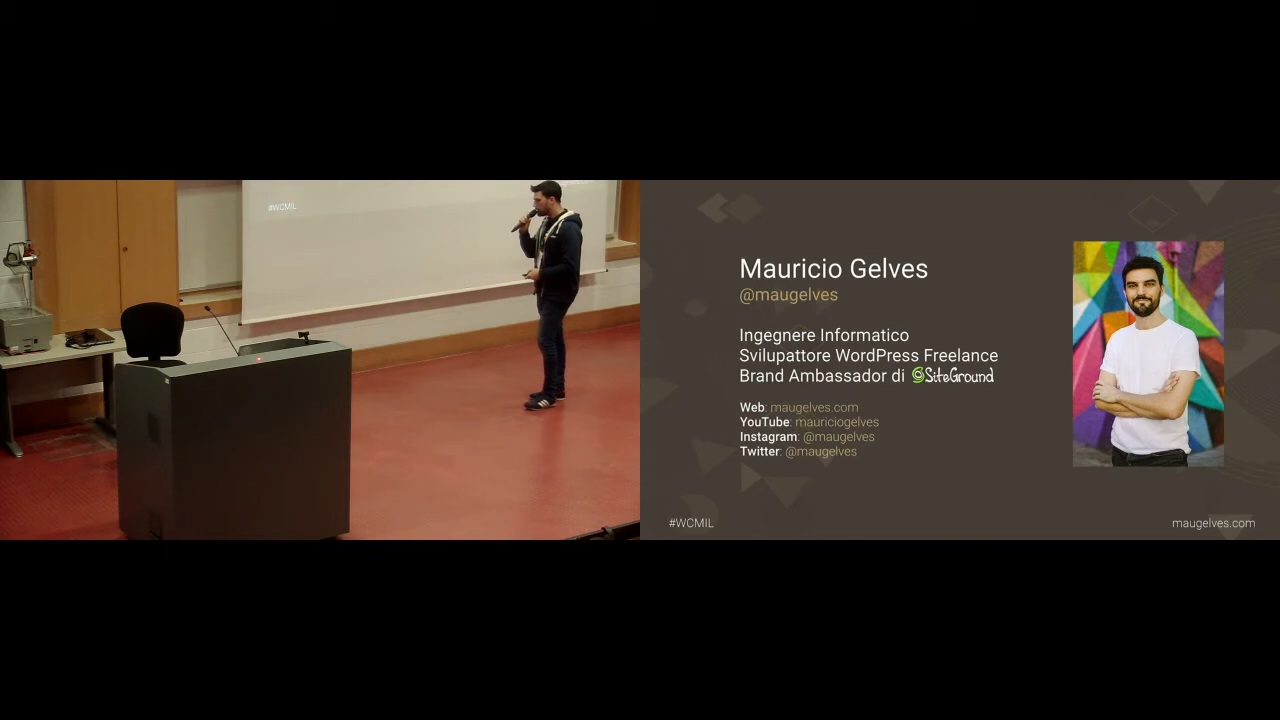 #WCMIL
Mauricio Gelves
@maugelves
Ingegnere Informatico
Svilupattore WordPress Freelance
Brand Ambassador di SiteGround
Web: maugelves.com
YouTube: mauriciogelves
Instagram: @maugelves
Twitter: @maugelves
#WCMIL
maugelves.com